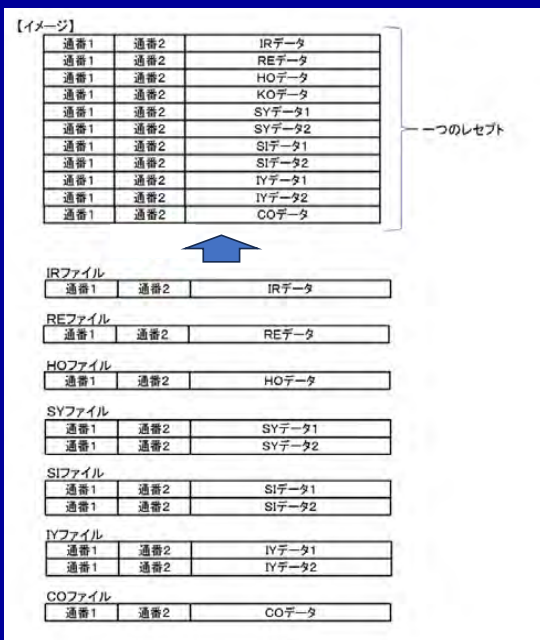 【イメージ】
通番1 通番2 IRデータ
通番1 通番2 REデータ
通番1 通番2 HOデータ
通番1 通番2 KOデータ
通番1 通番2 SYデータ1
通番1 通番2 SYデータ2
通番1 通番2 SIデータ1
通番1 通番2 SIデータ2
通番1 通番2 IYデータ1
通番1 通番2 IYデータ2
通番1 通番2 COデータ
一つのレセプト
IRファイル
通番1 通番2 IRデータ
REファイル
通番1 通番2 REデータ
HOファイル
通番1 通番2 HOデータ
SYファイル
通番1 通番2 SYデータ1
通番1 通番2 SYデータ2
SIファイル
通番1 通番2 SIデータ1
通番1 通番2 SIデータ2
IYファイル
通番1 通番2 IYデータ1
通番1 通番2 IYデータ2
COファイル
通番1 通番2 COデータ